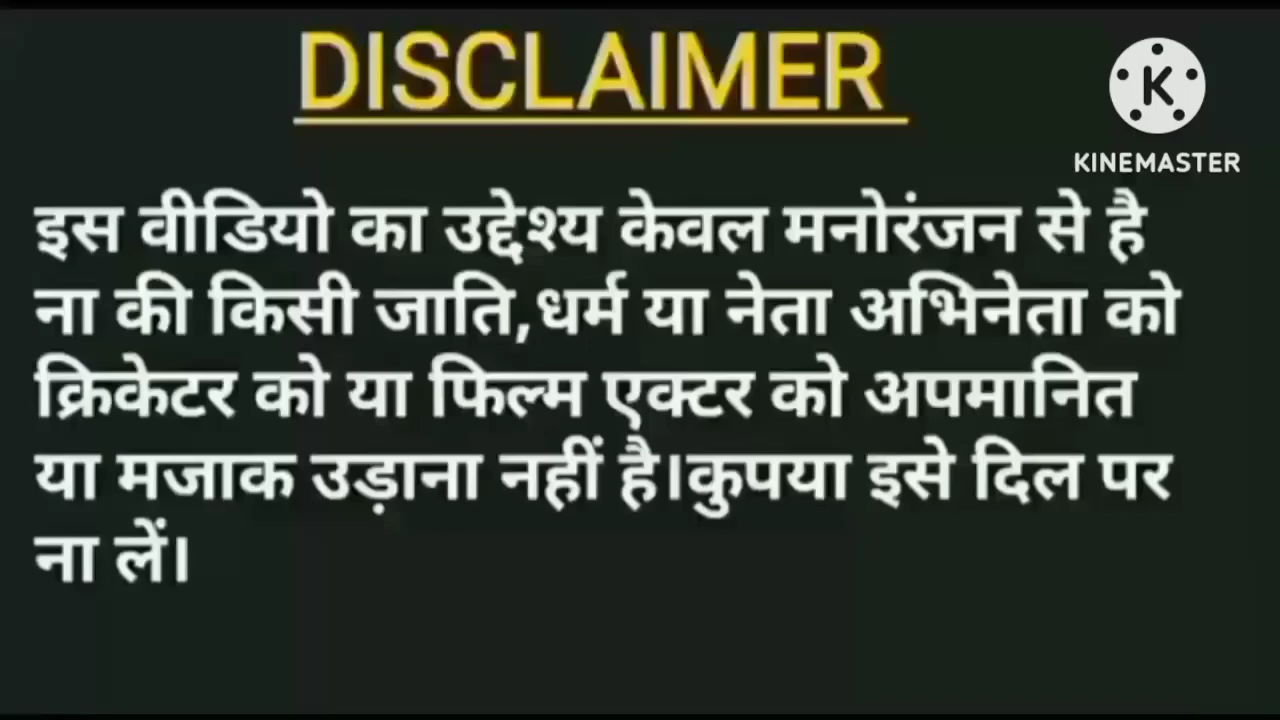 DISCLAIMER
K
KINEMASTER
इस वीडियो का उद्देश्य केवल मनोरंजन से है
ना की किसी जाति,धर्म या नेता अभिनेता को
क्रिकेटर को या फिल्म एक्टर को अपमानित
या मजाक उड़ाना नहीं है।कुपया इसे दिल पर
ना लें।